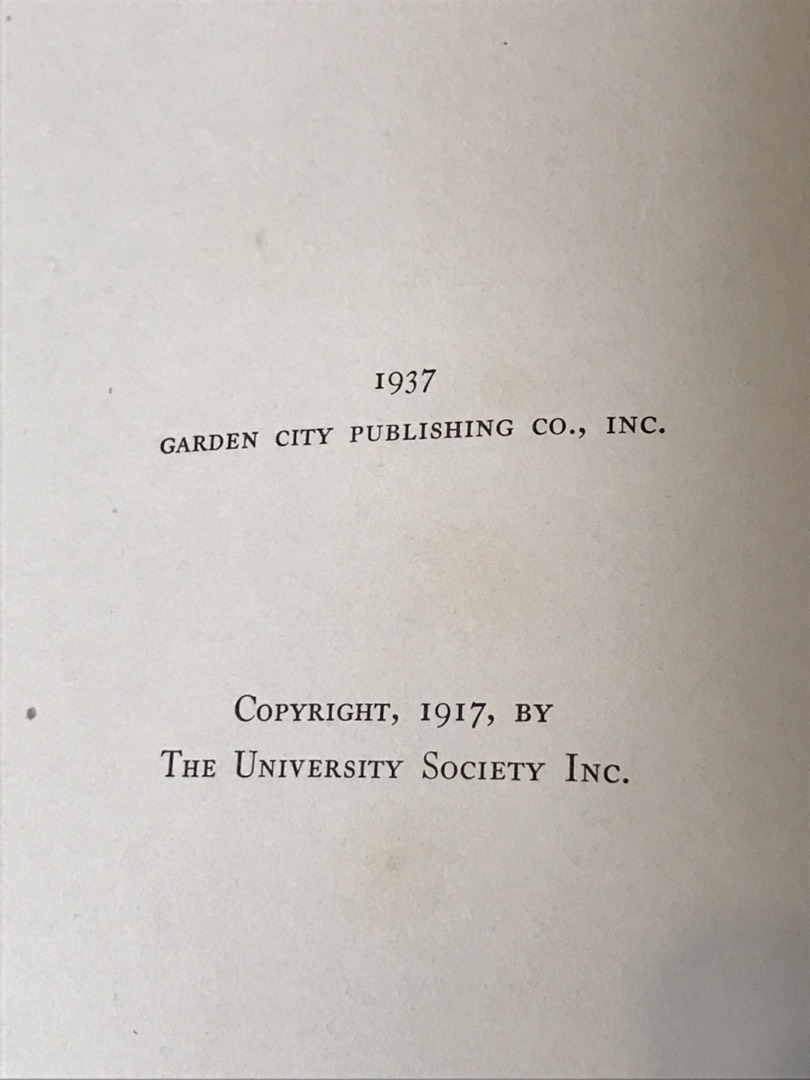 1937
GARDEN CITY PUBLISHING CO., INC.
COPYRIGHT, 1917, BY
THE UNIVERSITY SOCIETY INC.